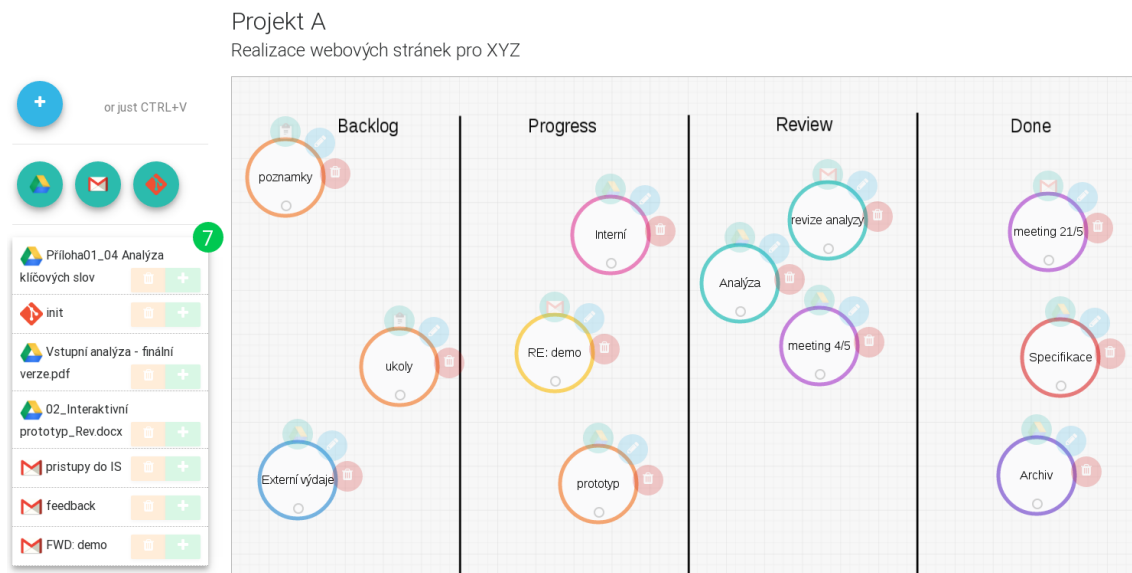 Projekt A
Realizace webových stránek pro XYZ
or just CTRL+V
7
Příloha01_04 Analýza
klíčových slov
init
Vstupní analýza - finální
verze.pdf
02_Interaktivní
prototyp_Rev.docx
pristupy do IS
feedback
FWD: demo
Backlog
poznamky
ukoly
Externí výdaje
Progress
Interní
RE: demo
prototyp
Review
revize analyzy
Analýza
meeting 4/5
Done
meeting 21/5
Specifikace
Archiv